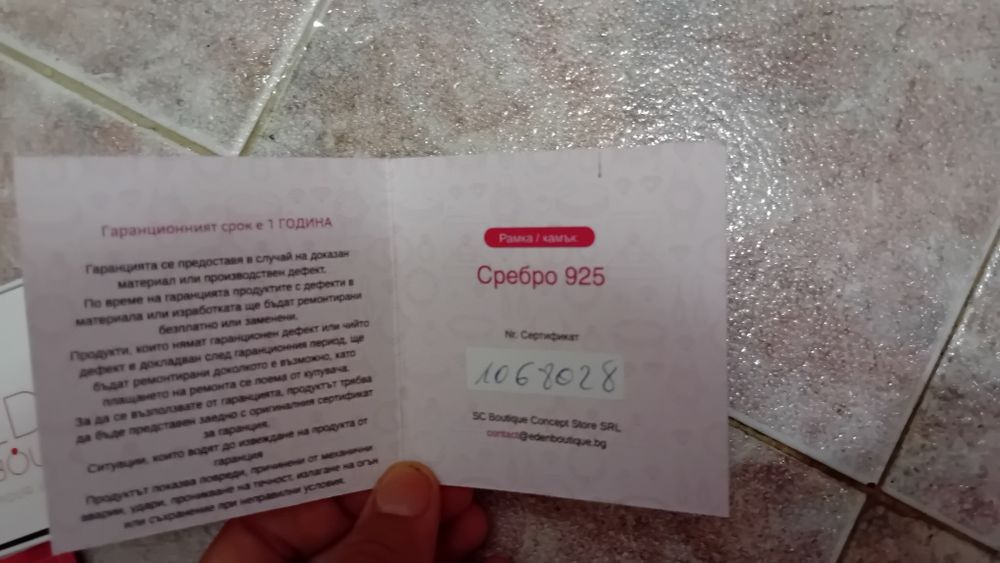 Гаранционният срок е 1 ГОДИНА
Гаранцията се предоставя в случай на доказан
материал или производствен дефект.
По време на гаранцията продуктите с дефекти в
материала или изработката ще бъдат ремонтирани
безплатно или заменени.
Продукти, които нямат гаранционен дефект или чийто
дефект е докладван след гаранционния период, ще
бъдат ремонтирани доколкото е възможно, като
плащането на ремонта се поема от купувача.
За да се възползвате от гаранцията, продуктът трябва
да бъде представен заедно с оригиналния сертификат
за гаранция.
Ситуации, които водят до извеждане на продукта от
гаранция
Продуктът показва повреди, причинени от механични
аварии, удари, проникване на течност, излагане на огън
или съхранение при неправилни условия.
Рамка / камък:
Сребро 925
Nr. Сертификат
1068028
SC Boutique Concept Store SRL
contact@edenboutique.bg